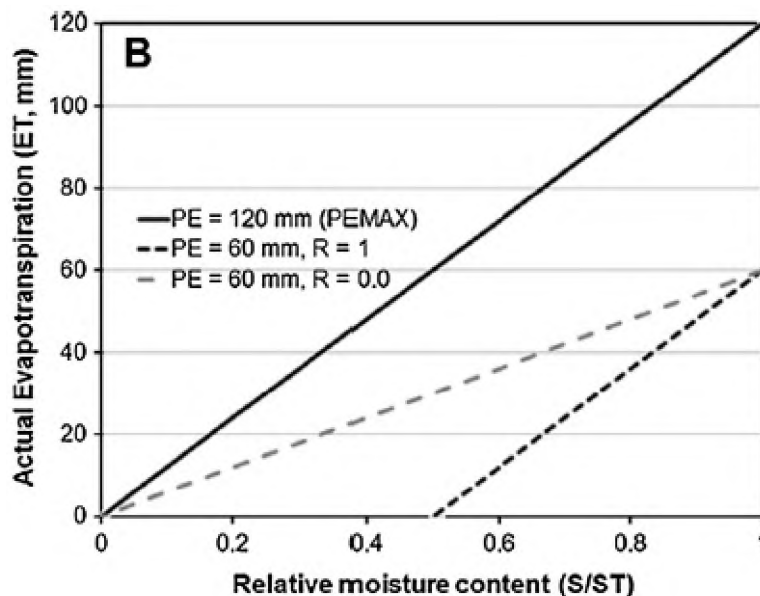 B
120
100
80
60
40
20
0
Actual Evapotranspiration (ET, mm)
PE = 120 mm (PEMAX)
PE = 60 mm, R = 1
PE = 60 mm, R = 0.0
0 0.2 0.4 0.6 0.8
Relative moisture content (S/ST)